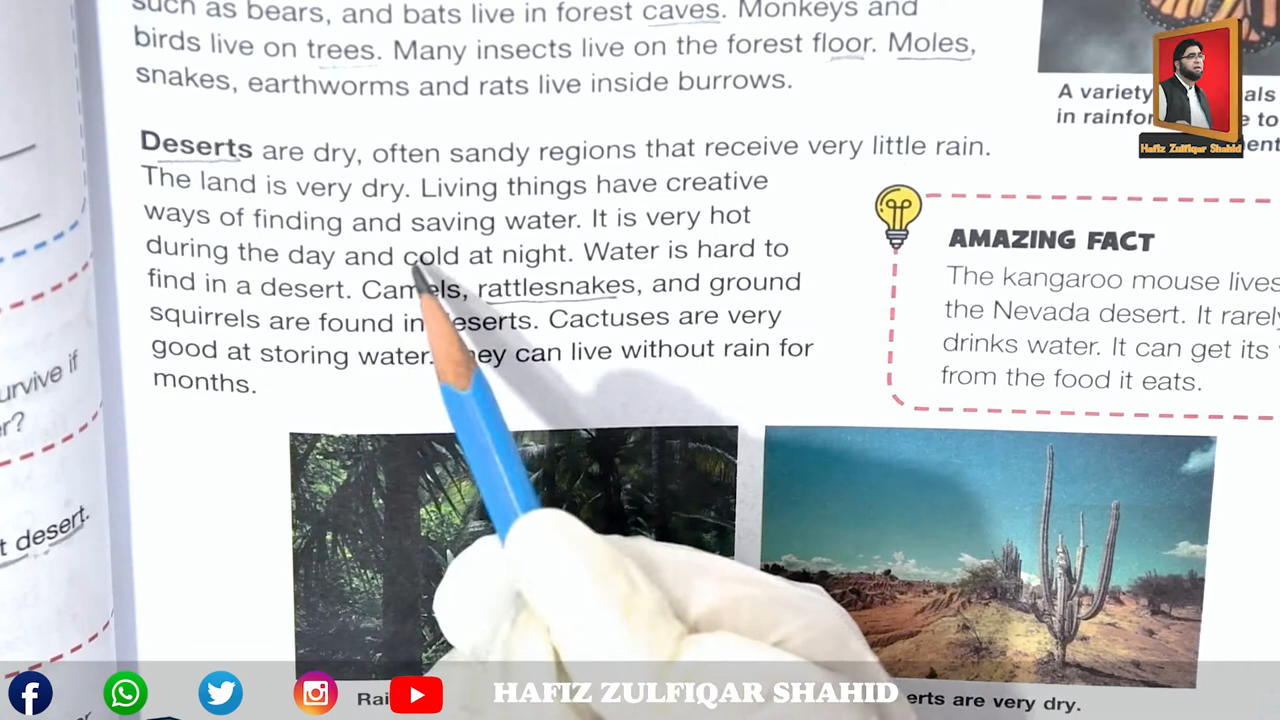 such as bears, and bats live in forest caves. Monkeys and
birds live on trees. Many insects live on the forest floor. Moles,
snakes, earthworms and rats live inside burrows.
Deserts are dry, often sandy regions that receive very little rain.
The land is very dry. Living things have creative
ways of finding and saving water. It is very hot
during the day and cold at night. Water is hard to
find in a desert. Camels, rattlesnakes, and ground
squirrels are found in deserts. Cactuses are very
good at storing water. They can live without rain for
months.
A variety als
in rainfor e to
ent
Hafiz Zulfiqar Shahid
AMAZING FACT
The kangaroo mouse lives
the Nevada desert. It rarely
drinks water. It can get its
from the food it eats.
urvive if
r?
t desert.
Rai
erts are very dry.
HAFIZ ZULFIQAR SHAHID